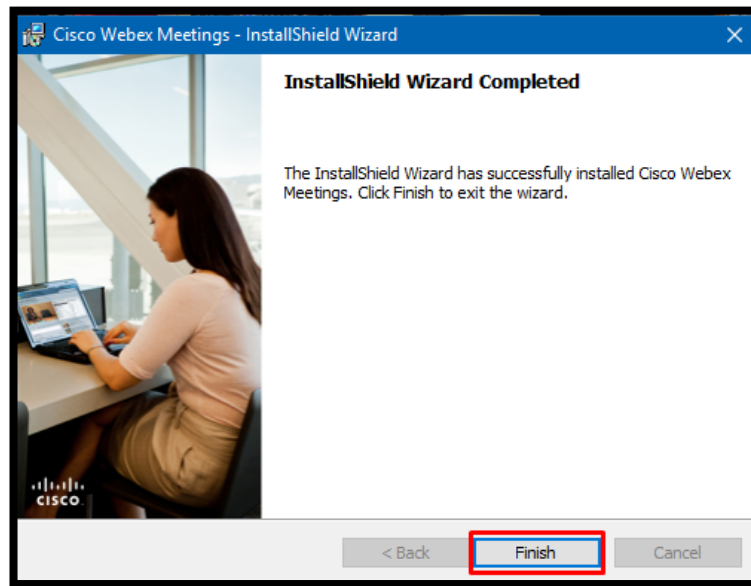 Cisco Webex Meetings - InstallShield Wizard
InstallShield Wizard Completed
The InstallShield Wizard has successfully installed Cisco Webex
Meetings. Click Finish to exit the wizard.
CISCO
< Back
Finish
Cancel